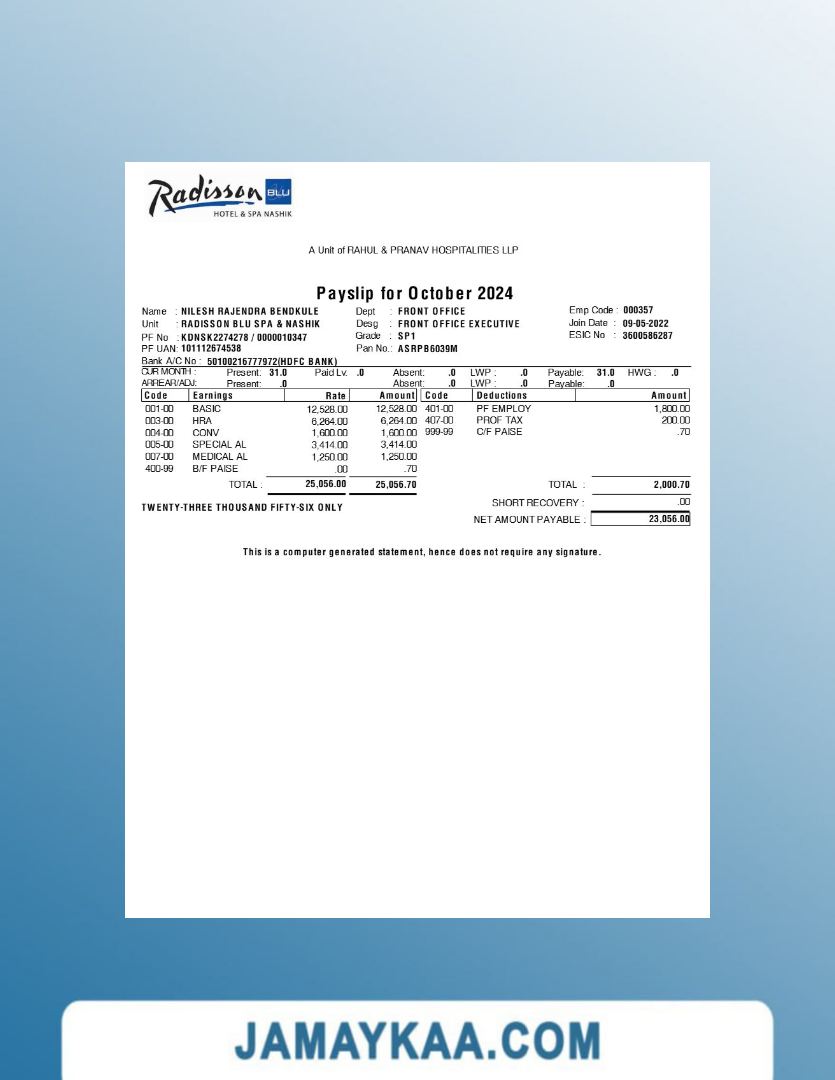 Radisson BLU
HOTEL & SPA NASHIK
A Unit of RAHUL & PRANAV HOSPITALITIES LLP
Payslip for October 2024
Name : NILESH RAJENDRA BENDKULE Dept : FRONT OFFICE Emp Code : 000357
Unit : RADISSON BLU SPA & NASHIK Desg : FRONT OFFICE EXECUTIVE Join Date : 09-05-2022
PF No : KDNSK2274278 / 0000010347 Grade : SP1 ESIC No : 3600586287
PF UAN: 101112674538 Pan No.: ASRPB6039M
Bank A/C No : 50100216777972(HDFC BANK)
CUR MONTH : Present: 31.0 Paid Lv. .0 Absent: .0 LWP : .0 Payable: 31.0 HWG : .0
ARREAR/ADJ: Present: .0 Absent: .0 LWP : .0 Payable: .0
Code Earnings Rate Amount Code Deductions Amount
001-00 BASIC 12,528.00 12,528.00 401-00 PF EMPLOY 1,800.00
003-00 HRA 6,264.00 6,264.00 407-00 PROF TAX 200.00
004-00 CONV 1,600.00 1,600.00 999-99 C/F PAISE .70
005-00 SPECIAL AL 3,414.00 3,414.00
007-00 MEDICAL AL 1,250.00 1,250.00
400-99 B/F PAISE .00 .70
TOTAL : 25,056.00 25,056.70 TOTAL : 2,000.70
SHORT RECOVERY : .00
TWENTY-THREE THOUSAND FIFTY-SIX ONLY
NET AMOUNT PAYABLE : 23,056.00
This is a computer generated statement, hence does not require any signature.
JAMAYKAA.COM